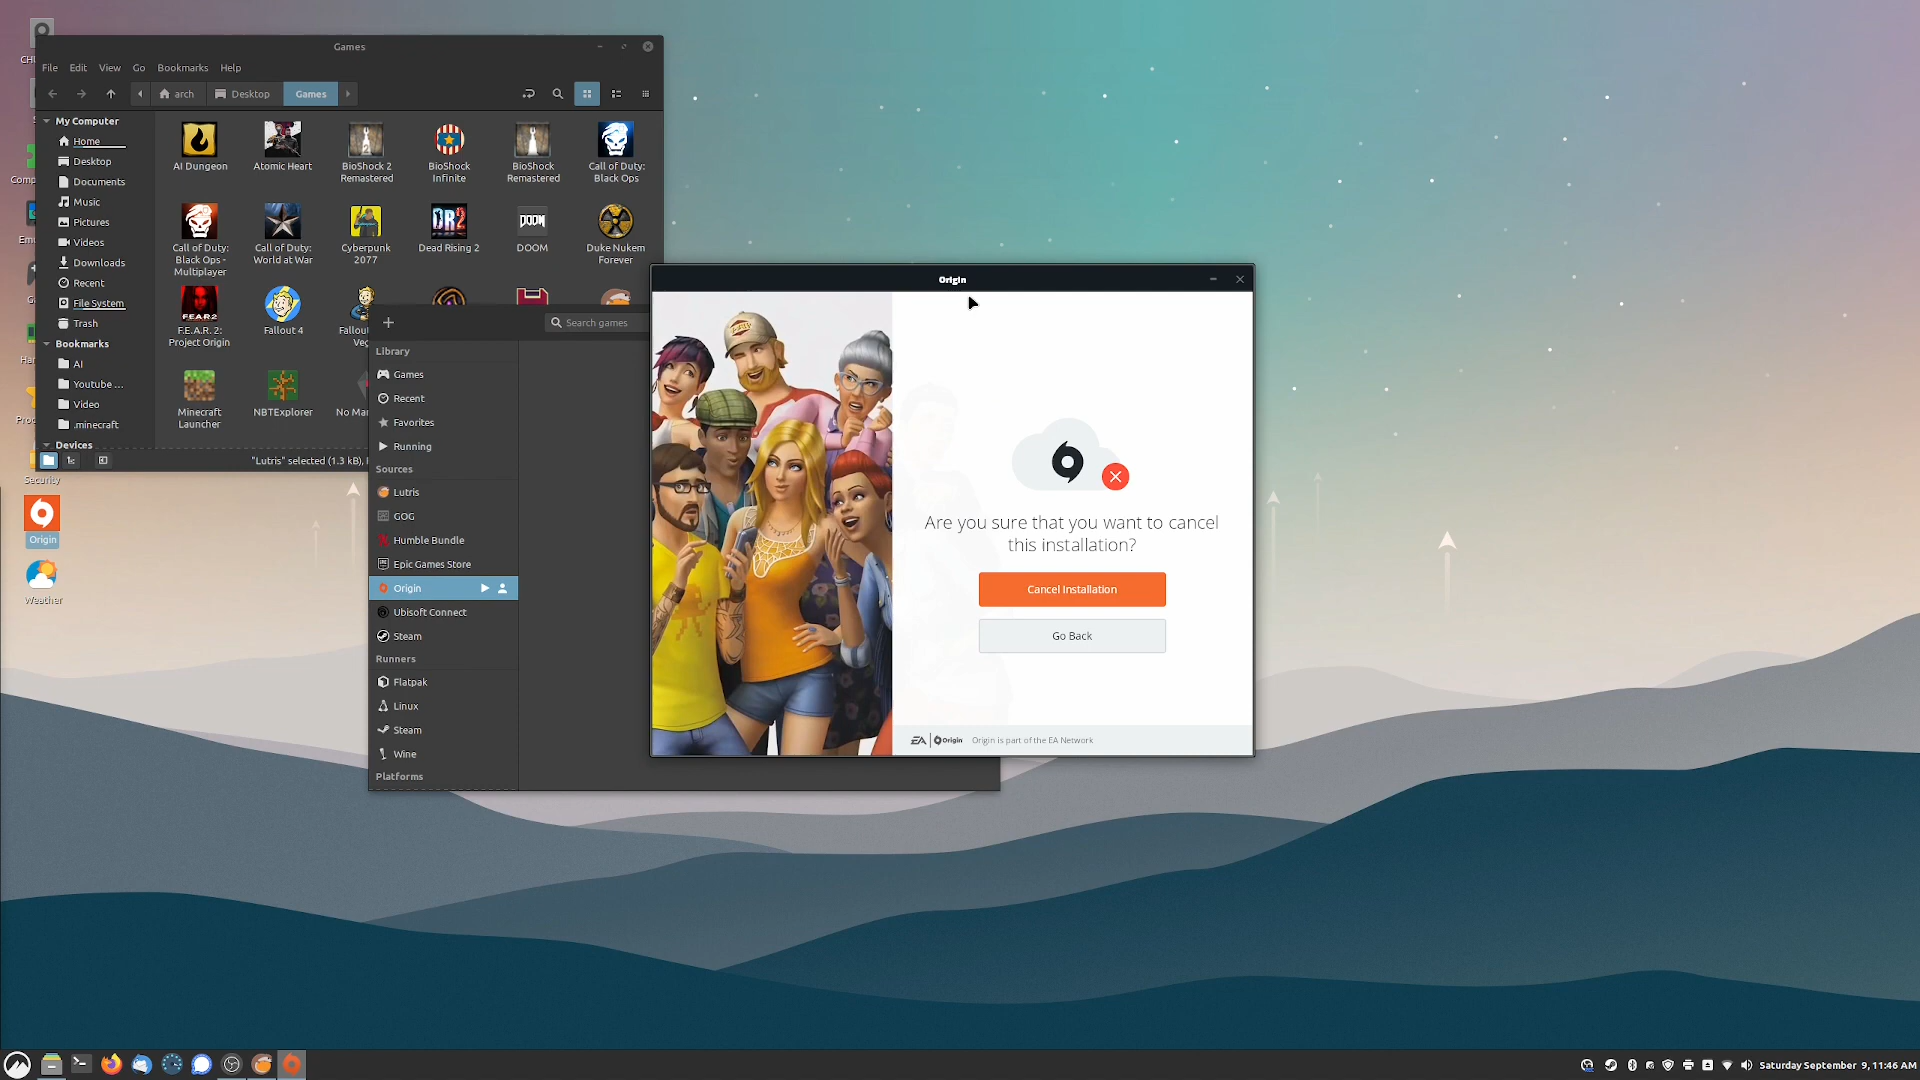 Games
File Edit View Go Bookmarks Help
arch Desktop Games
My Computer
Home
Desktop
Documents
Music
Pictures
Videos
Downloads
Recent
File System
Trash
Bookmarks
AI
Youtube ...
Video
.minecraft
Devices
AI Dungeon
Atomic Heart
BioShock 2
Remastered
BioShock
Infinite
BioShock
Remastered
Call of Duty:
Black Ops
Call of Duty:
Black Ops -
Multiplayer
Call of Duty:
World at War
Cyberpunk
2077
DR2
Dead Rising 2
DOOM
DOOM
Duke Nukem
Forever
FEAR2
F.E.A.R. 2:
Project Origin
Fallout 4
Minecraft
Launcher
NBTExplorer
"Lutris" selected (1.3 kB),
Security
Origin
Weather
Search games
Library
Games
Recent
Favorites
Running
Sources
Lutris
GOG
Humble Bundle
Epic Games Store
Origin
Ubisoft Connect
Steam
Runners
Flatpak
Linux
Steam
Wine
Platforms
Origin
Are you sure that you want to cancel
this installation?
Cancel Installation
Go Back
EA Origin Origin is part of the EA Network
Saturday September 9, 11:46 AM